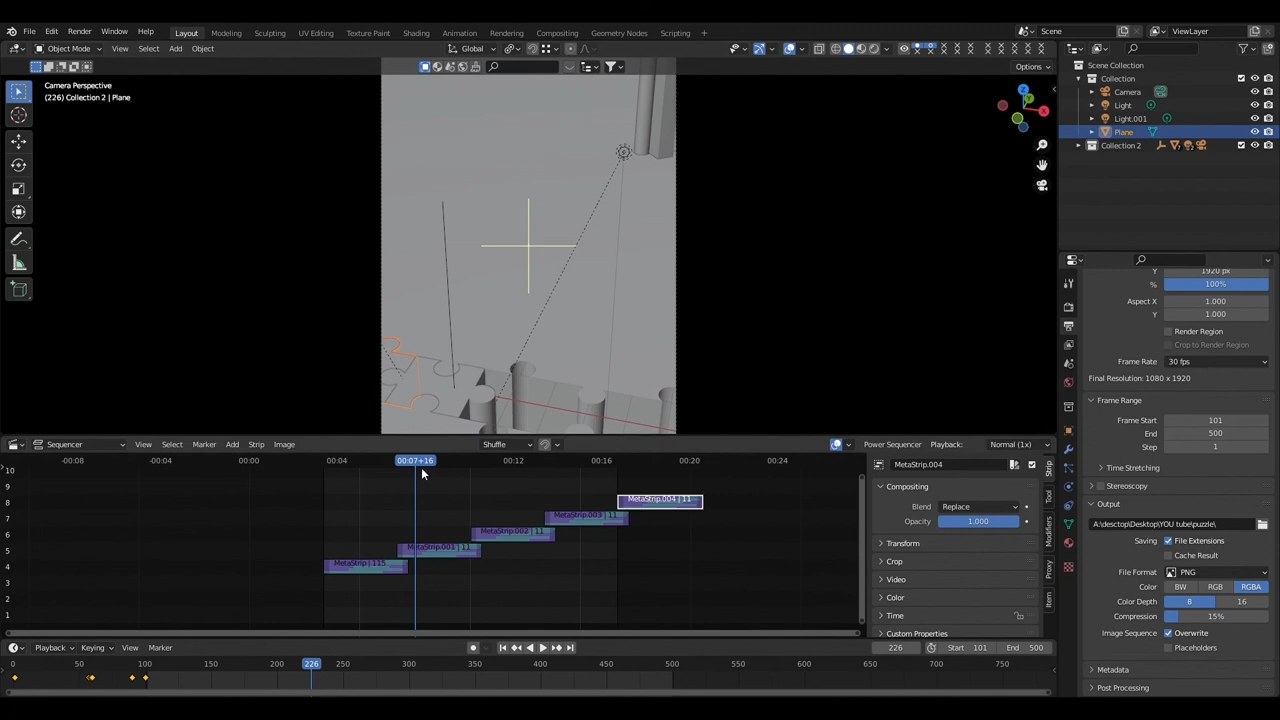 File Edit Render Window Help Layout Modeling Sculpting UV Editing Texture Paint Shading Animation Rendering Compositing Geometry Nodes Scripting + Scene ViewLayer
Object Mode View Select Add Object Global
Options
Camera Perspective
(226) Collection 2 | Plane
Z
Y
X
Scene Collection
Collection
Camera
Light
Light.001
Plane
Collection 2
Y 1920 px
% 100%
Aspect X 1.000
Y 1.000
Render Region
Crop to Render Region
Frame Rate 30 fps
Final Resolution: 1080 x 1920
Frame Range
Frame Start 101
End 500
Step 1
Time Stretching
Stereoscopy
Output
A:\desctop\Desktop\YOU tube\puzzle\
Saving File Extensions
Cache Result
File Format PNG
Color BW RGB RGBA
Color Depth 8 16
Compression 15%
Image Sequence Overwrite
Placeholders
Metadata
Post Processing
Sequencer View Select Marker Add Strip Image Shuffle Power Sequencer Playback: Normal (1x)
-00:08 -00:04 00:00 00:04 00:07+16 00:12 00:16 00:20 00:24
10
9
8 MetaStrip.004 | 11
7 MetaStrip.003 | 11
6 MetaStrip.002 | 11
5 MetaStrip.001 | 11
4 MetaStrip | 115
3
2
1
MetaStrip.004
Compositing
Blend Replace
Opacity 1.000
Transform
Crop
Video
Color
Time
Custom Properties
Strip
Tool
Modifiers
Proxy
Item
Playback Keying View Marker 226 Start 101 End 500
0 50 100 150 200 226 250 300 350 400 450 500 550 600 650 700 750